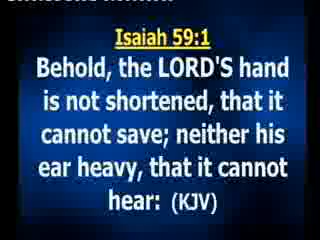 Isaiah 59:1
Behold, the LORD'S hand
is not shortened, that it
cannot save; neither his
ear heavy, that it cannot
hear: (KJV)